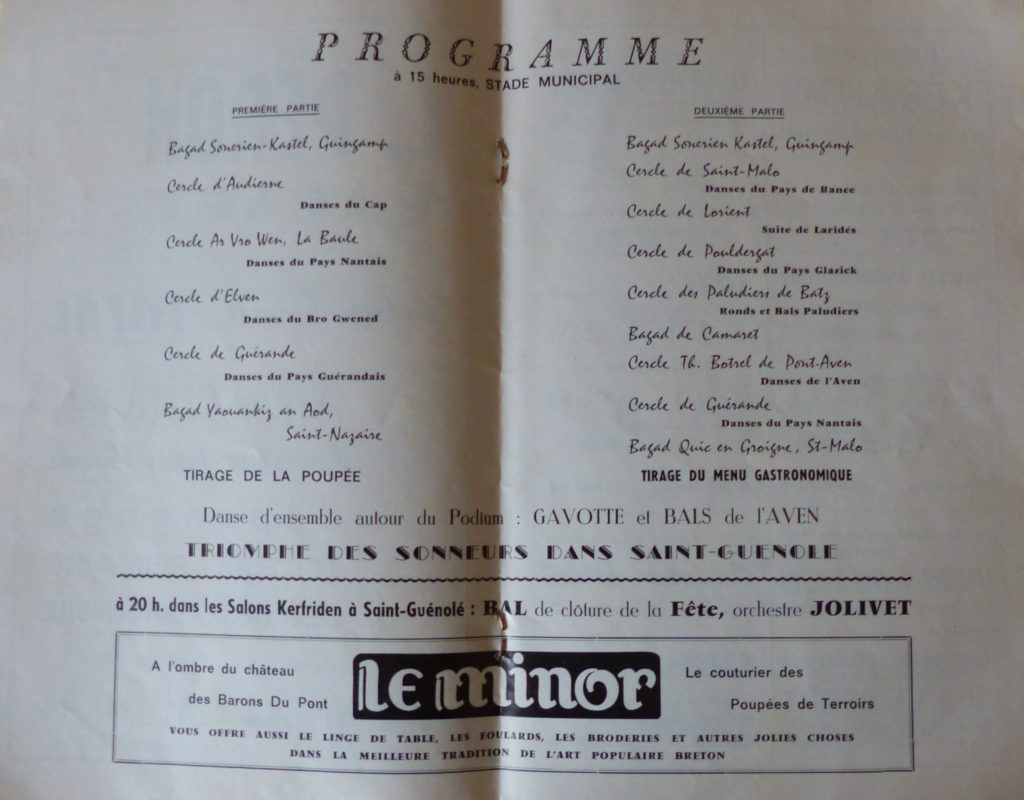 PROGRAMME
à 15 heures, STADE MUNICIPAL
PREMIÈRE PARTIE
Bagad Sonerien-Kastel, Guingamp
Cercle d'Audierne
Danses du Cap
Cercle Ar Vro Wen, La Baule
Danses du Pays Nantais
Cercle d'Elven
Danses du Bro Gwened
Cercle de Guérande
Danses du Pays Guérandais
Bagad Yaouankiz an Aod,
Saint-Nazaire
TIRAGE DE LA POUPÉE
DEUXIÈME PARTIE
Bagad Sonerien Kastel, Guingamp
Cercle de Saint-Malo
Danses du Pays de Rance
Cercle de Lorient
Suite de Laridés
Cercle de Pouldergat
Danses du Pays Glazick
Cercle des Paludiers de Batz
Ronds et Bals Paludiers
Bagad de Camaret
Cercle Th. Botrel de Pont-Aven
Danses de l'Aven
Cercle de Guérande
Danses du Pays Nantais
Bagad Quic en Groigne, St-Malo
TIRAGE DU MENU GASTRONOMIQUE
Danse d'ensemble autour du Podium : GAVOTTE et BALS de l'AVEN
TRIOMPHE DES SONNEURS DANS SAINT-GUENOLE
à 20 h. dans les Salons Kerfriden à Saint-Guénolé : BAL de clôture de la Fête, orchestre JOLIVET
A l'ombre du château
des Barons Du Pont
le minor
Le couturier des
Poupées de Terroirs
VOUS OFFRE AUSSI LE LINGE DE TABLE, LES FOULARDS, LES BRODERIES ET AUTRES JOLIES CHOSES
DANS LA MEILLEURE TRADITION DE L'ART POPULAIRE BRETON